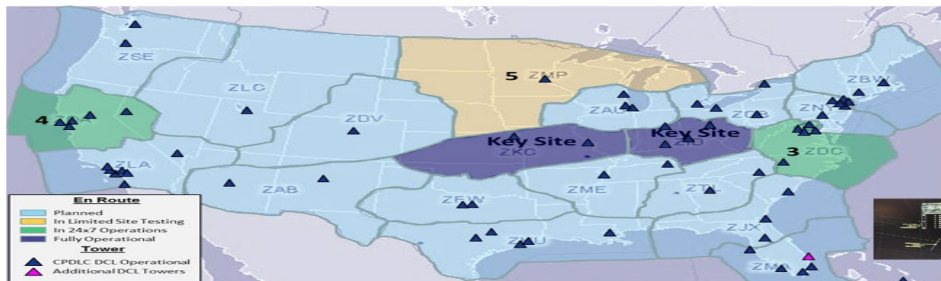 ZSE
ZLC
5
ZMP
ZBW
ZAU
ZOB
ZNY
4
ZOA
ZDV
Key Site
ZKC
Key Site
ZID
3
ZDC
ZLA
ZAB
ZFW
ZME
ZTL
ZHU
ZJX
ZMA
En Route
Planned
In Limited Site Testing
In 24x7 Operations
Fully Operational
Tower
CPDLC DCL Operational
Additional DCL Towers